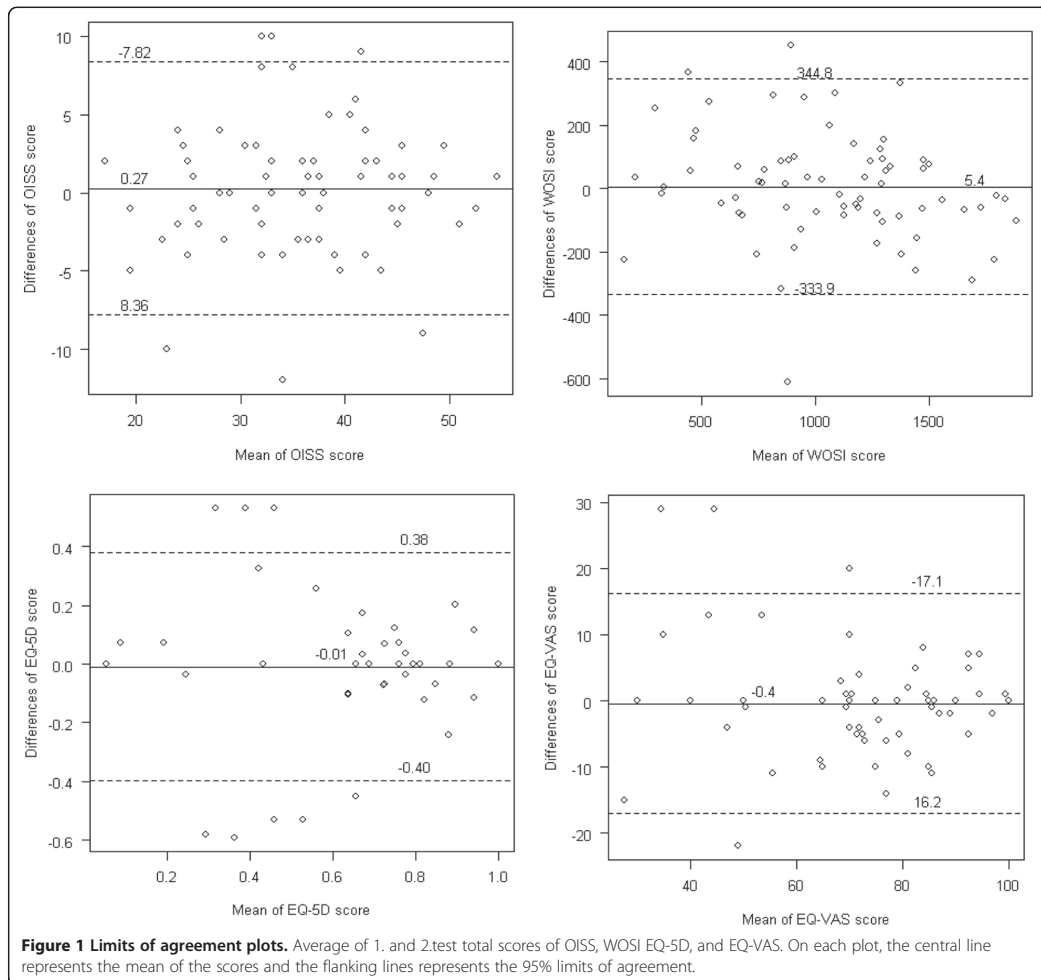 10
5
0
-5
-10
-7.82
0.27
8.36
Differences of OISS score
20 30 40 50
Mean of OISS score
400
200
0
-200
-400
-600
344.8
5.4
-333.9
Differences of WOSI score
500 1000 1500
Mean of WOSI score
0.4
0.2
0.0
-0.2
-0.4
-0.6
0.38
-0.01
-0.40
Differences of EQ-5D score
0.2 0.4 0.6 0.8 1.0
Mean of EQ-5D score
30
20
10
0
-10
-20
-17.1
-0.4
16.2
Differences of EQ-VAS score
40 60 80 100
Mean of EQ-VAS score
Figure 1 Limits of agreement plots. Average of 1. and 2.test total scores of OISS, WOSI EQ-5D, and EQ-VAS. On each plot, the central line
represents the mean of the scores and the flanking lines represents the 95% limits of agreement.